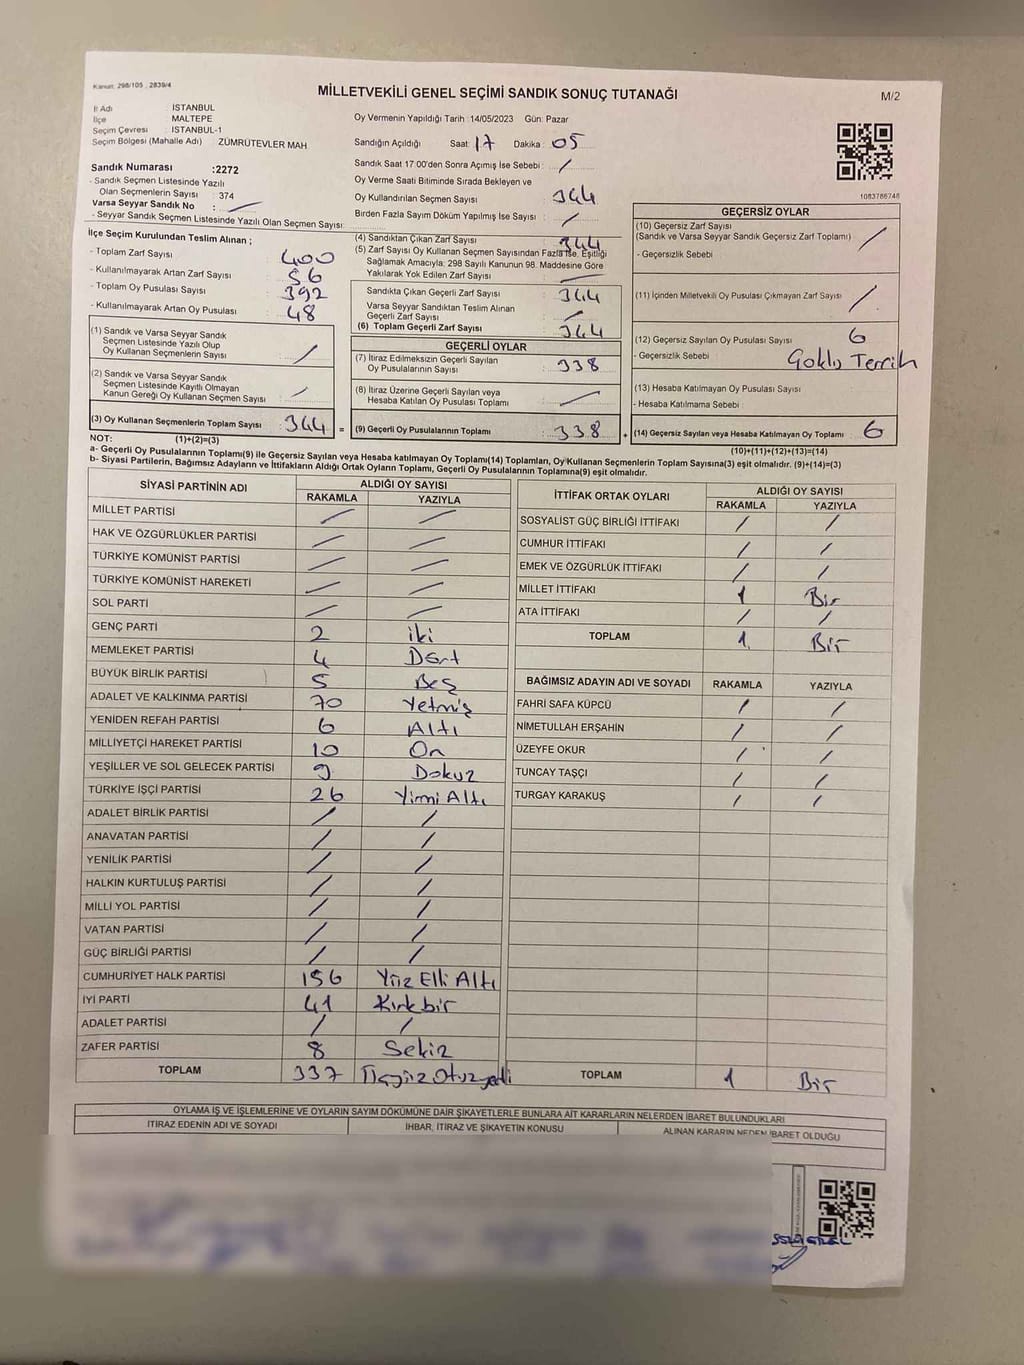 Kanun: 298/105 , 2839/4
MİLLETVEKİLİ GENEL SEÇİMİ SANDIK SONUÇ TUTANAĞI
M/2
İl Adı : İSTANBUL
İlçe : MALTEPE
Seçim Çevresi : İSTANBUL-1
Seçim Bölgesi (Mahalle Adı) ZÜMRÜTEVLER MAH
Oy Vermenin Yapıldığı Tarih :14/05/2023 Gün: Pazar
Sandığın Açıldığı Saat: 17 Dakika: 05
Sandık Saat 17:00'den Sonra Açılmış İse Sebebi : /
Oy Verme Saati Bitiminde Sırada Bekleyen ve
Oy Kullandırılan Seçmen Sayısı : 344
Birden Fazla Sayım Döküm Yapılmış İse Sayısı : /
Sandık Numarası :2272
- Sandık Seçmen Listesinde Yazılı
Olan Seçmenlerin Sayısı : 374
Varsa Seyyar Sandık No : /
- Seyyar Sandık Seçmen Listesinde Yazılı Olan Seçmen Sayısı:
1083766748
İlçe Seçim Kurulundan Teslim Alınan ;
- Toplam Zarf Sayısı : 400
- Kullanılmayarak Artan Zarf Sayısı : 56
- Toplam Oy Pusulası Sayısı : 392
- Kullanılmayarak Artan Oy Pusulası : 48
(1) Sandık ve Varsa Seyyar Sandık
Seçmen Listesinde Yazılı Olup
Oy Kullanan Seçmenlerin Sayısı : /
(2) Sandık ve Varsa Seyyar Sandık
Seçmen Listesinde Kayıtlı Olmayan
Kanun Gereği Oy Kullanan Seçmen Sayısı : /
(3) Oy Kullanan Seçmenlerin Toplam Sayısı : 344
(4) Sandıktan Çıkan Zarf Sayısı : 344
(5) Zarf Sayısı Oy Kullanan Seçmen Sayısından Fazla İse, Eşitliği
Sağlamak Amacıyla; 298 Sayılı Kanunun 98. Maddesine Göre
Yakılarak Yok Edilen Zarf Sayısı : /
Sandıkta Çıkan Geçerli Zarf Sayısı : 344
Varsa Seyyar Sandıktan Teslim Alınan
Geçerli Zarf Sayısı : /
(6) Toplam Geçerli Zarf Sayısı : 344
GEÇERLİ OYLAR
(7) İtiraz Edilmeksizin Geçerli Sayılan
Oy Pusulalarının Sayısı : 338
(8) İtiraz Üzerine Geçerli Sayılan veya
Hesaba Katılan Oy Pusulası Toplamı : /
= (9) Geçerli Oy Pusulalarının Toplamı : 338 +
GEÇERSİZ OYLAR
(10) Geçersiz Zarf Sayısı
(Sandık ve Varsa Seyyar Sandık Geçersiz Zarf Toplamı) : /
- Geçersizlik Sebebi :
(11) İçinden Milletvekili Oy Pusulası Çıkmayan Zarf Sayısı : /
(12) Geçersiz Sayılan Oy Pusulası Sayısı : 6
- Geçersizlik Sebebi : Çoklu Tercih
(13) Hesaba Katılmayan Oy Pusulası Sayısı :
- Hesaba Katılmama Sebebi :
(14) Geçersiz Sayılan veya Hesaba Katılmayan Oy Toplamı : 6
NOT: (1)+(2)=(3)
(10)+(11)+(12)+(13)=(14)
a- Geçerli Oy Pusulalarının Toplamı(9) ile Geçersiz Sayılan veya Hesaba katılmayan Oy Toplamı(14) Toplamları, Oy Kullanan Seçmenlerin Toplam Sayısına(3) eşit olmalıdır. (9)+(14)=(3)
b- Siyasi Partilerin, Bağımsız Adayların ve İttifakların Aldığı Ortak Oyların Toplamı, Geçerli Oy Pusulalarının Toplamına(9) eşit olmalıdır.
SİYASİ PARTİNİN ADI ALDIĞI OY SAYISI
RAKAMLA YAZIYLA
MİLLET PARTİSİ / /
HAK VE ÖZGÜRLÜKLER PARTİSİ / /
TÜRKİYE KOMÜNİST PARTİSİ / /
TÜRKİYE KOMÜNİST HAREKETİ / /
SOL PARTİ / /
GENÇ PARTİ 2 iki
MEMLEKET PARTİSİ 4 Dört
BÜYÜK BİRLİK PARTİSİ 5 Beş
ADALET VE KALKINMA PARTİSİ 70 Yetmiş
YENİDEN REFAH PARTİSİ 6 Altı
MİLLİYETÇİ HAREKET PARTİSİ 10 On
YEŞİLLER VE SOL GELECEK PARTİSİ 9 Dokuz
TÜRKİYE İŞÇİ PARTİSİ 26 Yirmi Altı
ADALET BİRLİK PARTİSİ / /
ANAVATAN PARTİSİ / /
YENİLİK PARTİSİ / /
HALKIN KURTULUŞ PARTİSİ / /
MİLLİ YOL PARTİSİ / /
VATAN PARTİSİ / /
GÜÇ BİRLİĞİ PARTİSİ / /
CUMHURİYET HALK PARTİSİ 156 Yüz Elli Altı
İYİ PARTİ 41 Kırkbir
ADALET PARTİSİ / /
ZAFER PARTİSİ 8 Sekiz
TOPLAM 337 Üçyüz Otuzyedi
İTTİFAK ORTAK OYLARI ALDIĞI OY SAYISI
RAKAMLA YAZIYLA
SOSYALİST GÜÇ BİRLİĞİ İTTİFAKI / /
CUMHUR İTTİFAKI / /
EMEK VE ÖZGÜRLÜK İTTİFAKI / /
MİLLET İTTİFAKI 1 Bir
ATA İTTİFAKI / /
TOPLAM 1 Bir
BAĞIMSIZ ADAYIN ADI VE SOYADI RAKAMLA YAZIYLA
FAHRİ SAFA KÜPCÜ / /
NİMETULLAH ERŞAHİN / /
ÜZEYFE OKUR / /
TUNCAY TAŞÇI / /
TURGAY KARAKUŞ / /
TOPLAM 1 Bir
OYLAMA İŞ VE İŞLEMLERİNE VE OYLARIN SAYIM DÖKÜMÜNE DAİR ŞİKAYETLERLE BUNLARA AİT KARARLARIN NELERDEN İBARET BULUNDUKLARI
İTİRAZ EDENİN ADI VE SOYADI İHBAR, İTİRAZ VE ŞİKAYETİN KONUSU ALINAN KARARIN NEDEN İBARET OLDUĞU